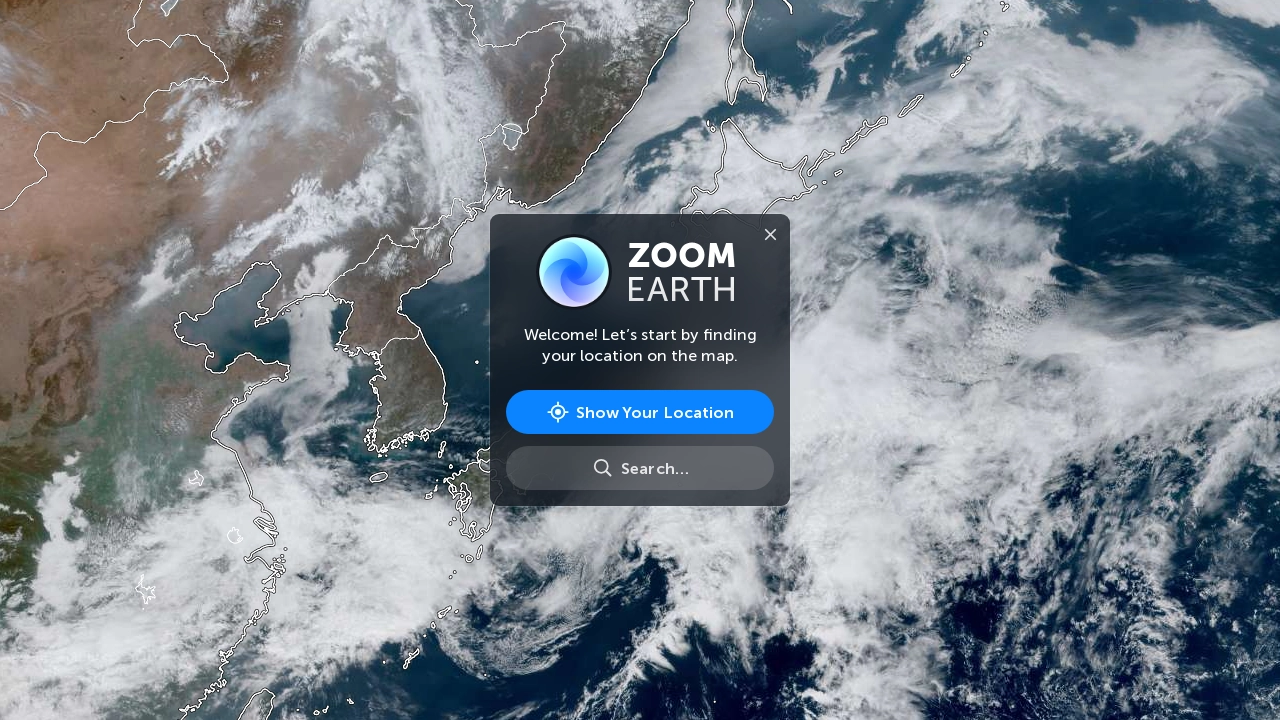 ZOOM
EARTH
Welcome! Let’s start by finding
your location on the map.
Show Your Location
Search...